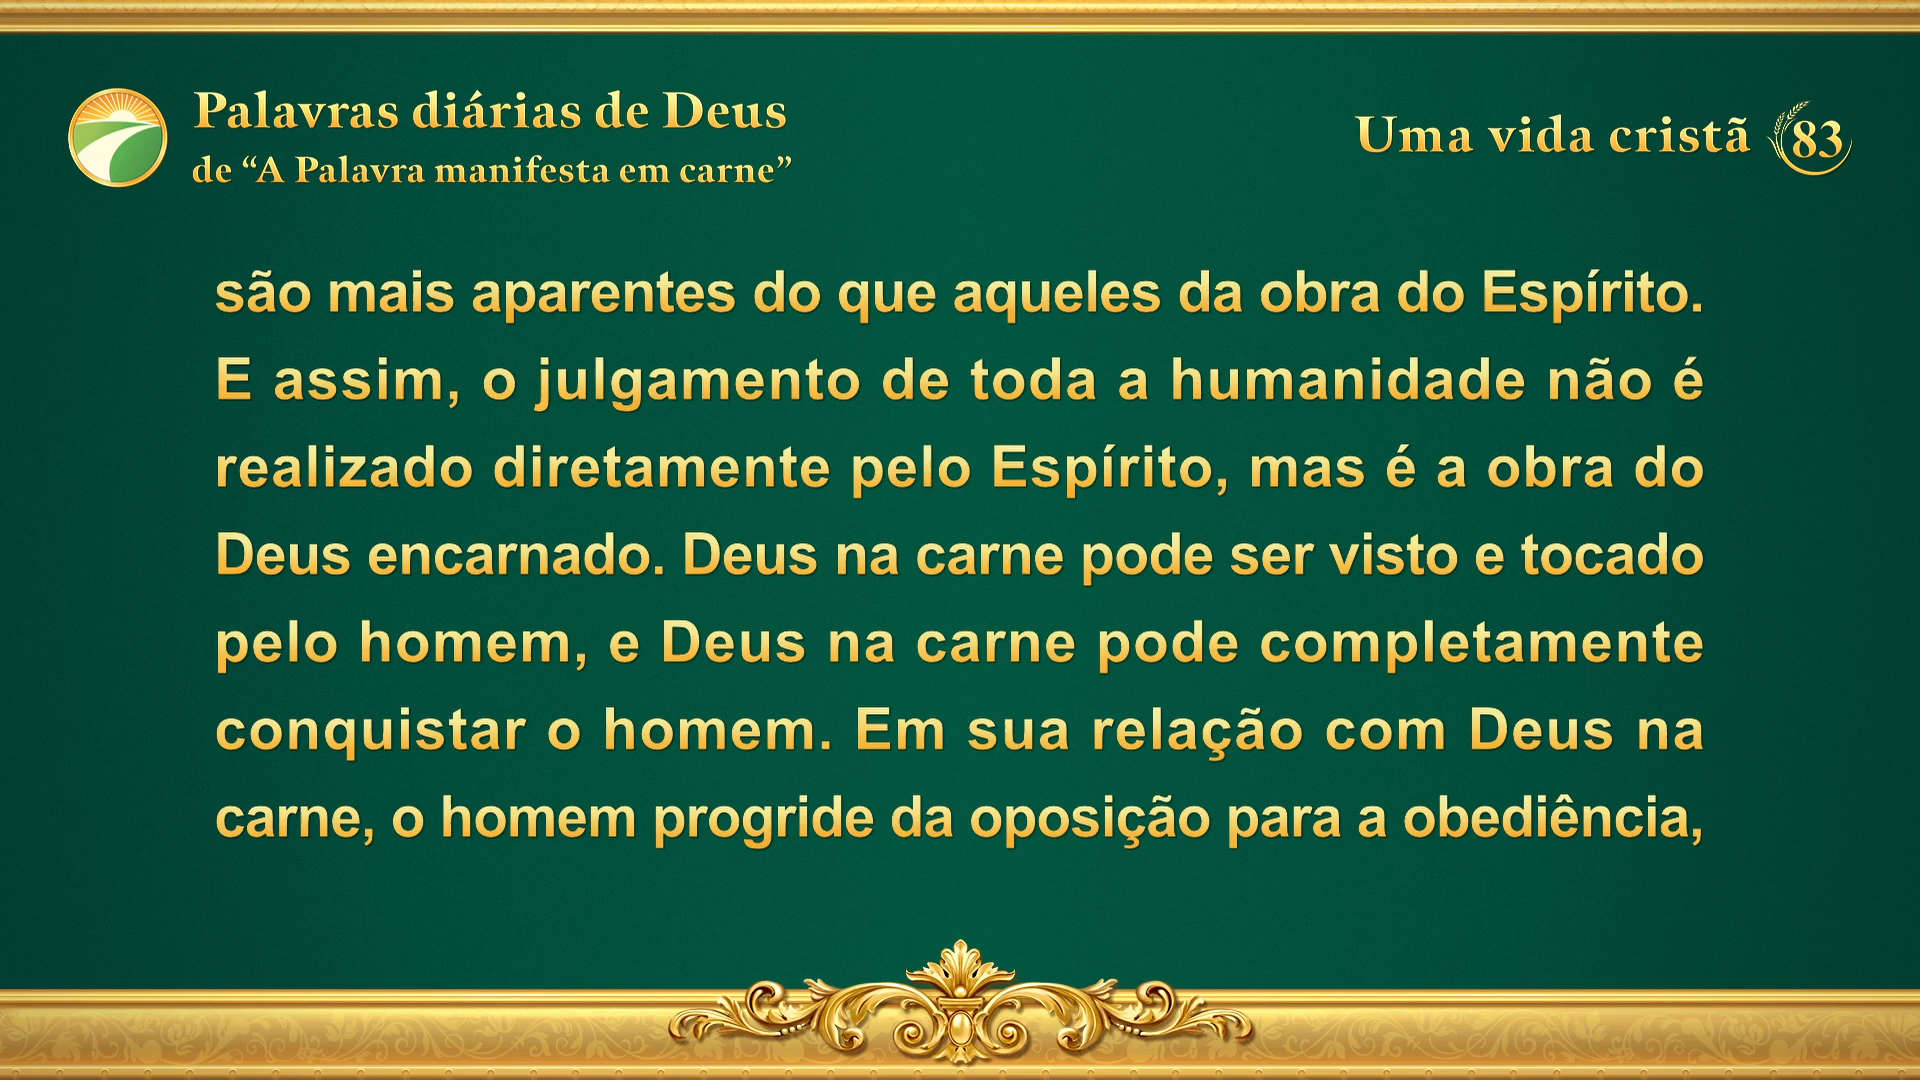 Palavras diárias de Deus
de “A Palavra manifesta em carne”
Uma vida cristã 83
são mais aparentes do que aqueles da obra do Espírito.
E assim, o julgamento de toda a humanidade não é
realizado diretamente pelo Espírito, mas é a obra do
Deus encarnado. Deus na carne pode ser visto e tocado
pelo homem, e Deus na carne pode completamente
conquistar o homem. Em sua relação com Deus na
carne, o homem progride da oposição para a obediência,